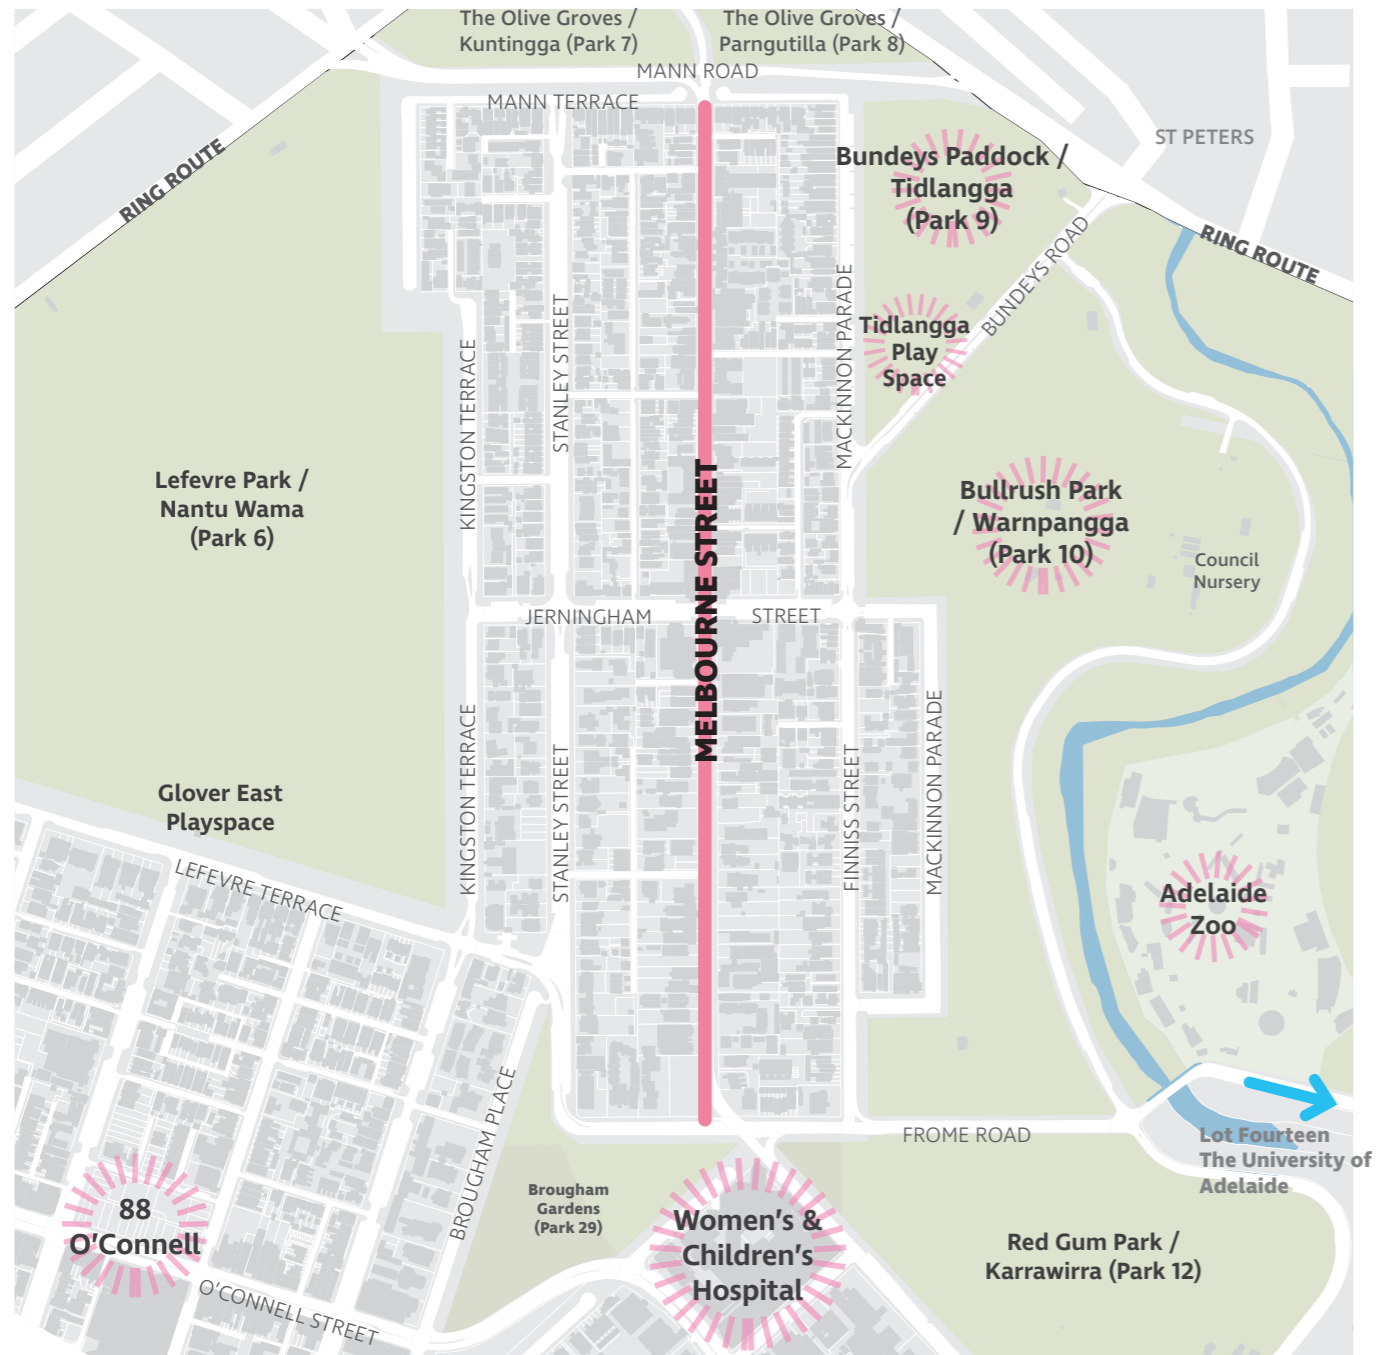 The Olive Groves /
Kuntingga (Park 7)
The Olive Groves /
Parngutilla (Park 8)
MANN ROAD
MANN TERRACE
ST PETERS
RING ROUTE
Bundeys Paddock /
Tidlangga
(Park 9)
RING ROUTE
BUNDEYS ROAD
MACKINNON PARADE
Tidlangga
Play
Space
STANLEY STREET
KINGSTON TERRACE
Lefevre Park /
Nantu Wama
(Park 6)
MELBOURNE STREET
Bullrush Park
/ Warnpangga
(Park 10)
Council
Nursery
JERNINGHAM
STREET
KINGSTON TERRACE
STANLEY STREET
FINNISS STREET
MACKINNON PARADE
Glover East
Playspace
LEFEVRE TERRACE
Adelaide
Zoo
BROUGHAM PLACE
FROME ROAD
Lot Fourteen
The University of
Adelaide
Brougham
Gardens
(Park 29)
88
O'Connell
Women's &
Children's
Hospital
Red Gum Park /
Karrawirra (Park 12)
O'CONNELL STREET